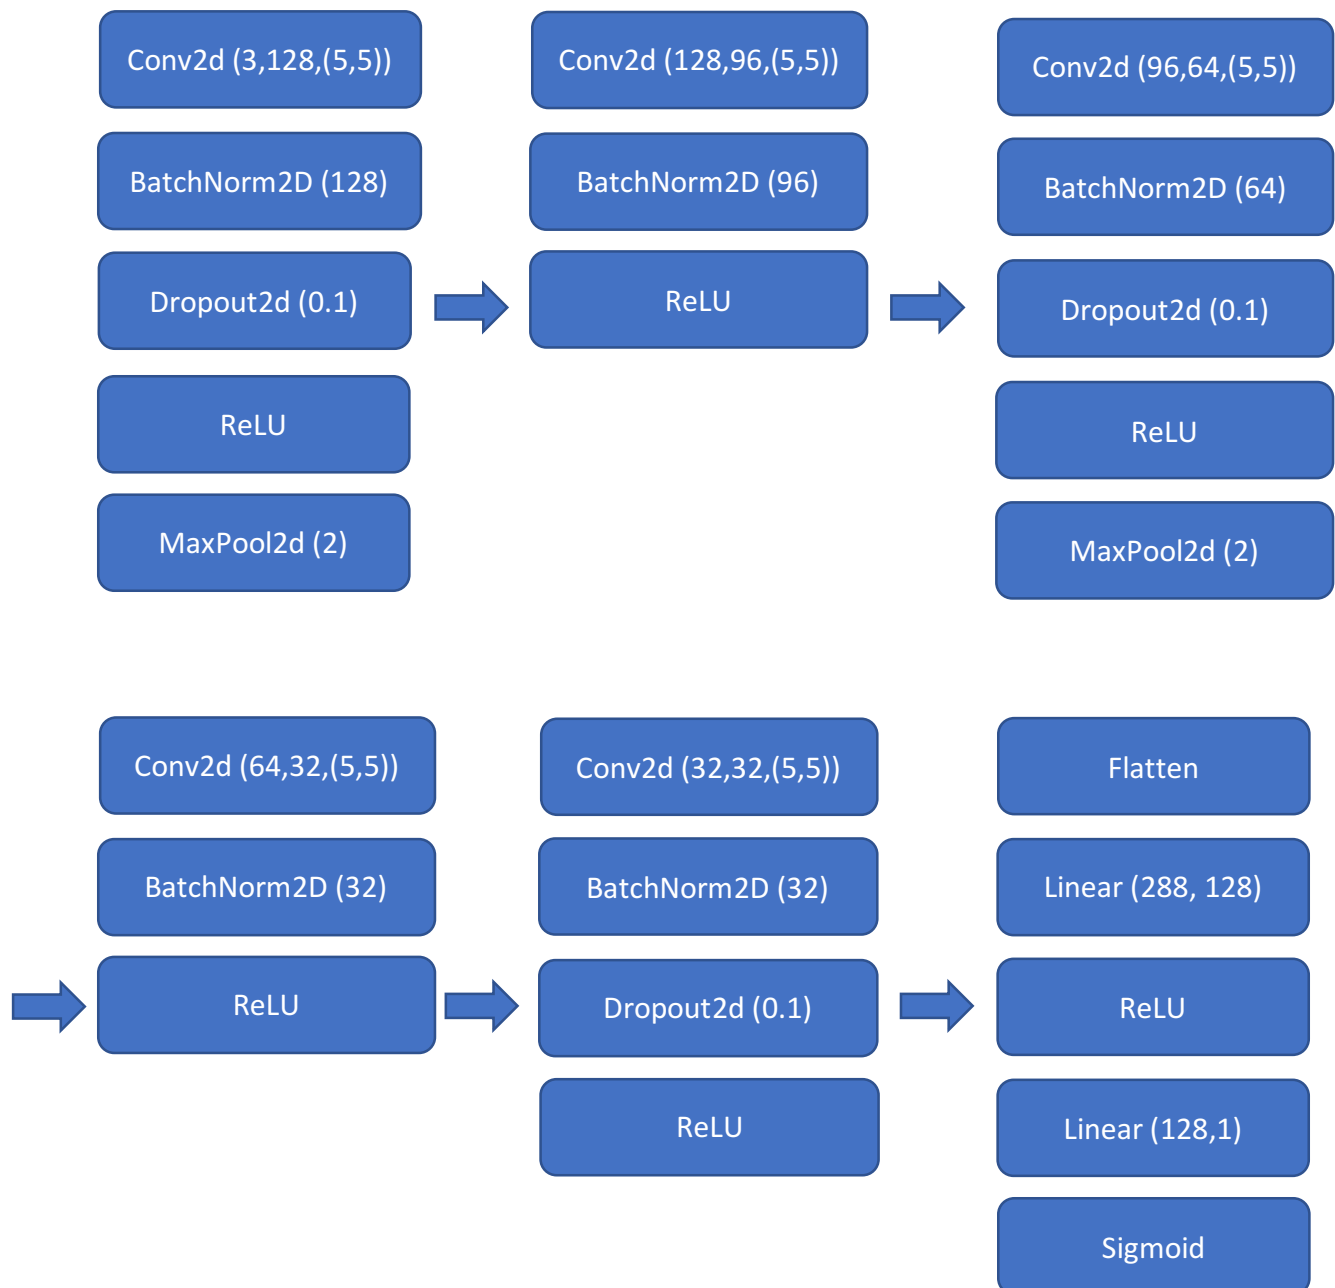 Conv2d (3,128,(5,5))
BatchNorm2D (128)
Dropout2d (0.1)
ReLU
MaxPool2d (2)
Conv2d (128,96,(5,5))
BatchNorm2D (96)
ReLU
Conv2d (96,64,(5,5))
BatchNorm2D (64)
Dropout2d (0.1)
ReLU
MaxPool2d (2)
Conv2d (64,32,(5,5))
BatchNorm2D (32)
ReLU
Conv2d (32,32,(5,5))
BatchNorm2D (32)
Dropout2d (0.1)
ReLU
Flatten
Linear (288, 128)
ReLU
Linear (128,1)
Sigmoid